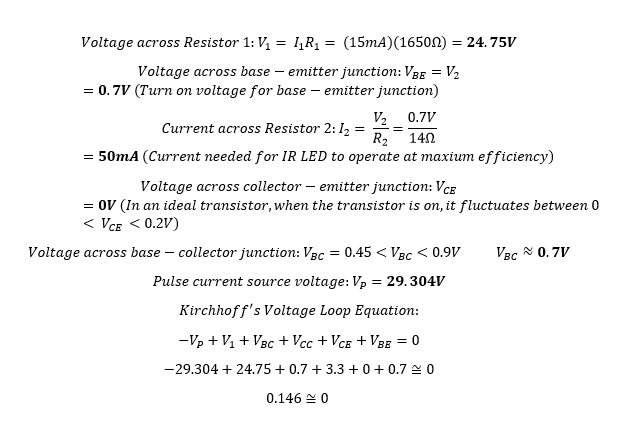 Voltage across Resistor 1: V₁ = I₁R₁ = (15mA)(1650Ω) = 24.75V
Voltage across base − emitter junction: V_BE = V₂
= 0.7V (Turn on voltage for base − emitter junction)
Current across Resistor 2: I₂ = V₂/R₂ = 0.7V/14Ω
= 50mA (Current needed for IR LED to operate at maxium efficiency)
Voltage across collector − emitter junction: V_CE
= 0V (In an ideal transistor, when the transistor is on, it fluctuates between 0
< V_CE < 0.2V)
Voltage across base − collector junction: V_BC = 0.45 < V_BC < 0.9V V_BC ≈ 0.7V
Pulse current source voltage: V_P = 29.304V
Kirchhoff's Voltage Loop Equation:
−V_P + V₁ + V_BC + V_CC + V_CE + V_BE = 0
−29.304 + 24.75 + 0.7 + 3.3 + 0 + 0.7 ≅ 0
0.146 ≅ 0